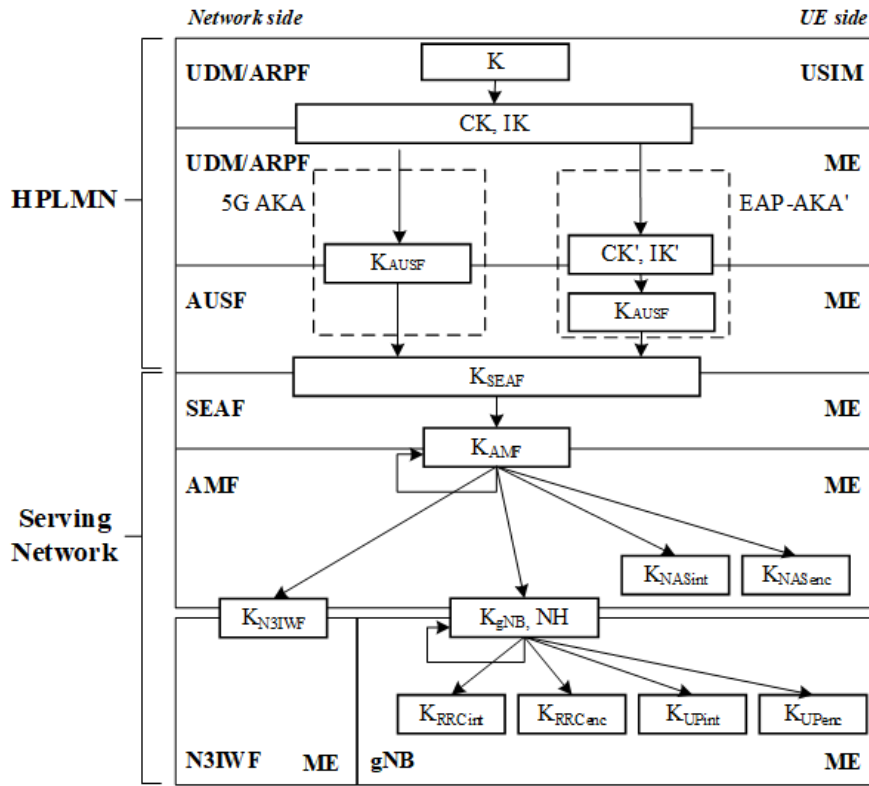 Network side UE side
K
UDM/ARPF USIM
CK, IK
UDM/ARPF ME
HPLMN
5G AKA EAP-AKA'
KAUSF CK', IK'
AUSF KAUSF ME
KSEAF
SEAF ME
KAMF
AMF ME
Serving
Network
KNASint KNASenc
KN3IWF KgNB, NH
KRRCint KRRCenc KUPint KUPenc
N3IWF ME gNB ME